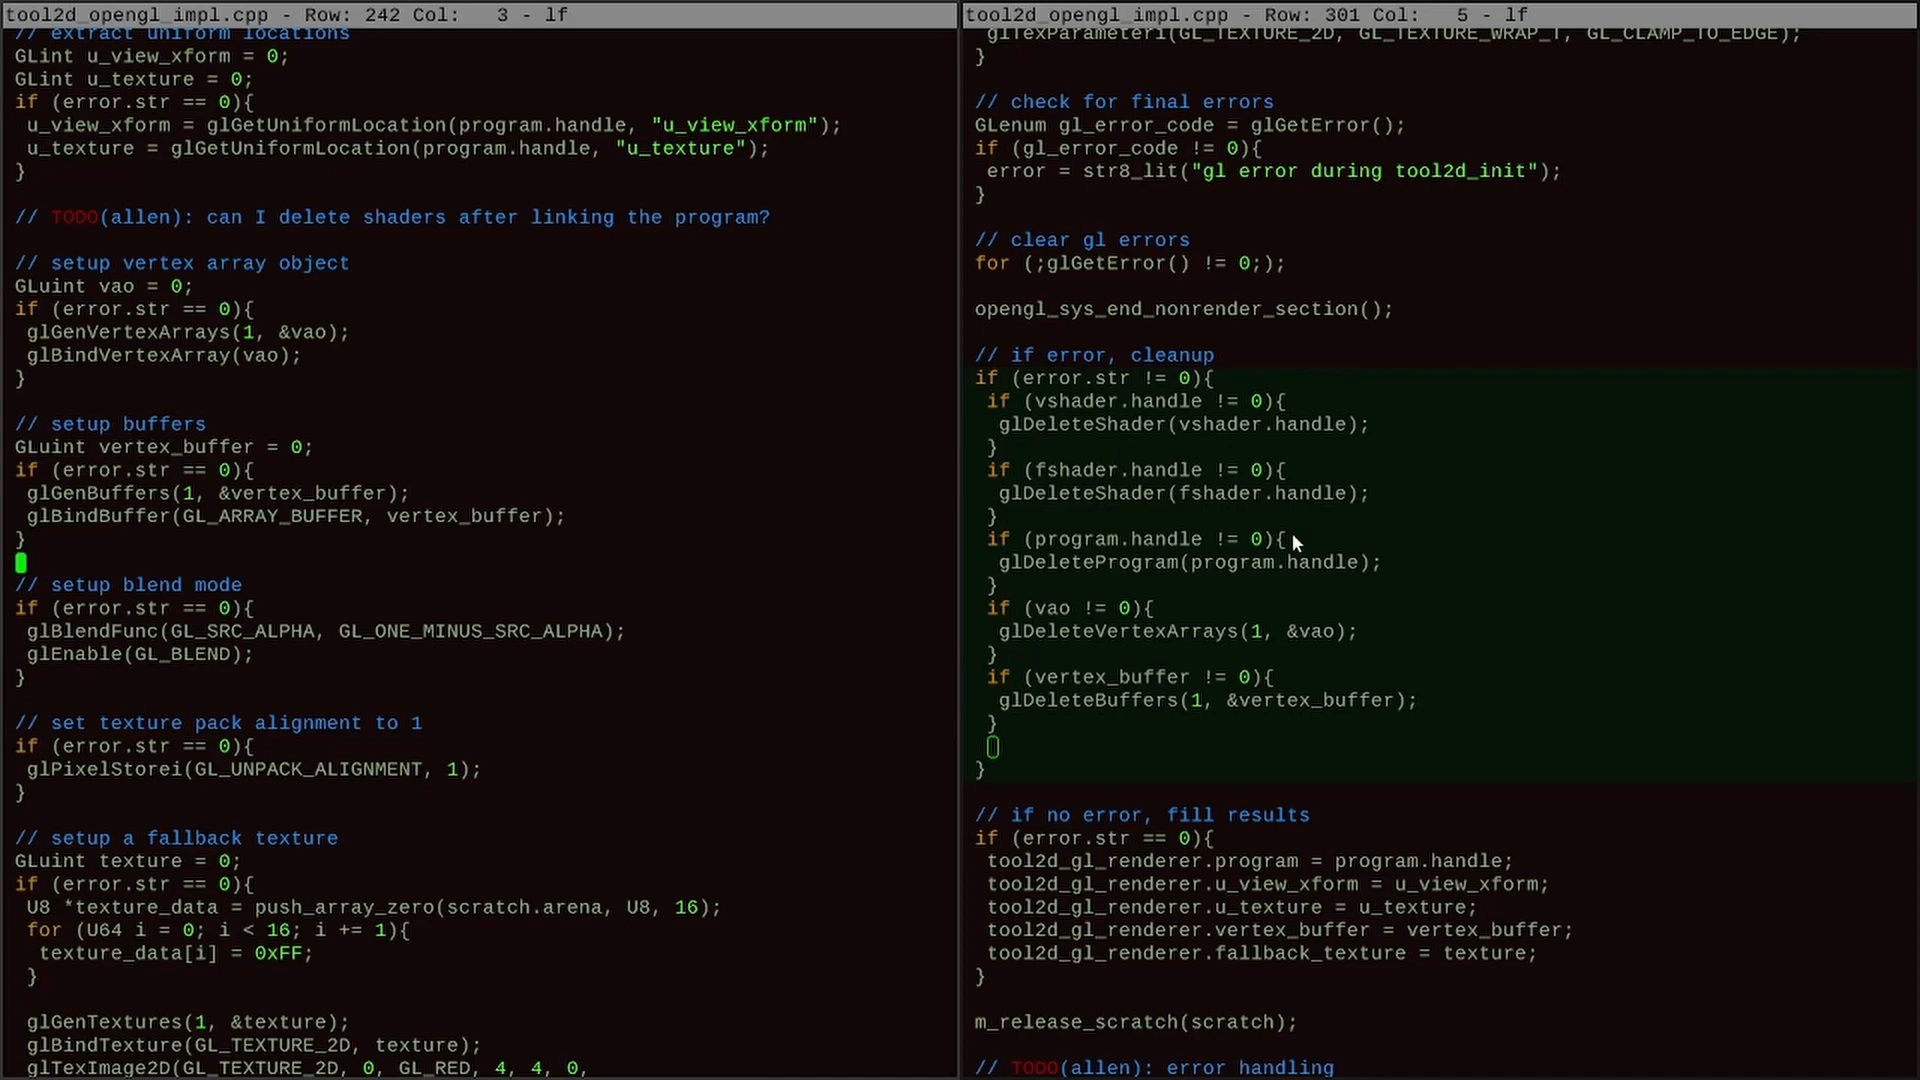 tool2d_opengl_impl.cpp - Row: 242 Col:   3 - lf
// extract uniform locations
GLint u_view_xform = 0;
GLint u_texture = 0;
if (error.str == 0){
 u_view_xform = glGetUniformLocation(program.handle, "u_view_xform");
 u_texture = glGetUniformLocation(program.handle, "u_texture");
}
// TODO(allen): can I delete shaders after linking the program?
// setup vertex array object
GLuint vao = 0;
if (error.str == 0){
 glGenVertexArrays(1, &vao);
 glBindVertexArray(vao);
}
// setup buffers
GLuint vertex_buffer = 0;
if (error.str == 0){
 glGenBuffers(1, &vertex_buffer);
 glBindBuffer(GL_ARRAY_BUFFER, vertex_buffer);
}
// setup blend mode
if (error.str == 0){
 glBlendFunc(GL_SRC_ALPHA, GL_ONE_MINUS_SRC_ALPHA);
 glEnable(GL_BLEND);
}
// set texture pack alignment to 1
if (error.str == 0){
 glPixelStorei(GL_UNPACK_ALIGNMENT, 1);
}
// setup a fallback texture
GLuint texture = 0;
if (error.str == 0){
 U8 *texture_data = push_array_zero(scratch.arena, U8, 16);
 for (U64 i = 0; i < 16; i += 1){
  texture_data[i] = 0xFF;
 }
 glGenTextures(1, &texture);
 glBindTexture(GL_TEXTURE_2D, texture);
 glTexImage2D(GL_TEXTURE_2D, 0, GL_RED, 4, 4, 0,
tool2d_opengl_impl.cpp - Row: 301 Col:   5 - lf
 glTexParameteri(GL_TEXTURE_2D, GL_TEXTURE_WRAP_T, GL_CLAMP_TO_EDGE);
}
// check for final errors
GLenum gl_error_code = glGetError();
if (gl_error_code != 0){
 error = str8_lit("gl error during tool2d_init");
}
// clear gl errors
for (;glGetError() != 0;);
opengl_sys_end_nonrender_section();
// if error, cleanup
if (error.str != 0){
 if (vshader.handle != 0){
  glDeleteShader(vshader.handle);
 }
 if (fshader.handle != 0){
  glDeleteShader(fshader.handle);
 }
 if (program.handle != 0){
  glDeleteProgram(program.handle);
 }
 if (vao != 0){
  glDeleteVertexArrays(1, &vao);
 }
 if (vertex_buffer != 0){
  glDeleteBuffers(1, &vertex_buffer);
 }
}
// if no error, fill results
if (error.str == 0){
 tool2d_gl_renderer.program = program.handle;
 tool2d_gl_renderer.u_view_xform = u_view_xform;
 tool2d_gl_renderer.u_texture = u_texture;
 tool2d_gl_renderer.vertex_buffer = vertex_buffer;
 tool2d_gl_renderer.fallback_texture = texture;
}
m_release_scratch(scratch);
// TODO(allen): error handling